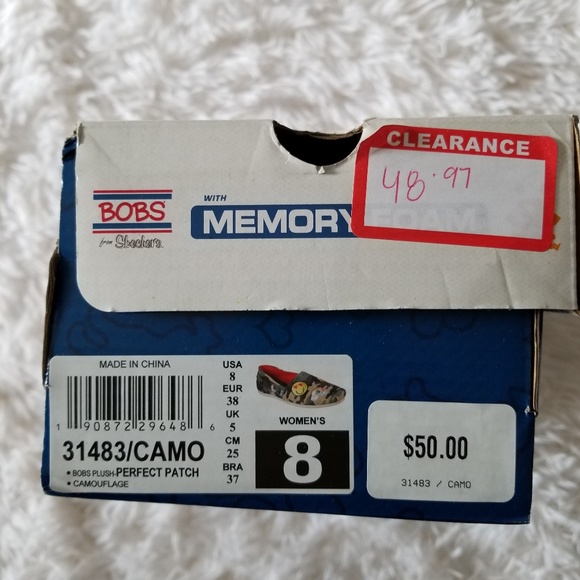 CLEARANCE
48.97
BOBS
from Skechers
WITH
MEMORY FOAM
MADE IN CHINA
1 90872 29648 6
31483/CAMO
• BOBS PLUSH-PERFECT PATCH
• CAMOUFLAGE
USA
8
EUR
38
UK
5
CM
25
BRA
37
WOMEN'S
8
$50.00
31483 / CAMO